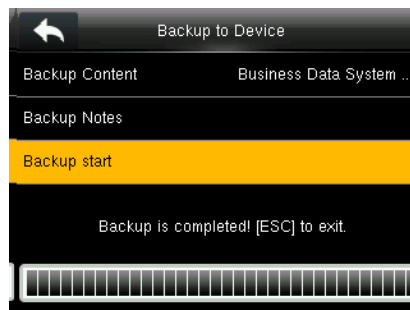 Backup to Device
Backup Content Business Data System ..
Backup Notes
Backup start
Backup is completed! [ESC] to exit.